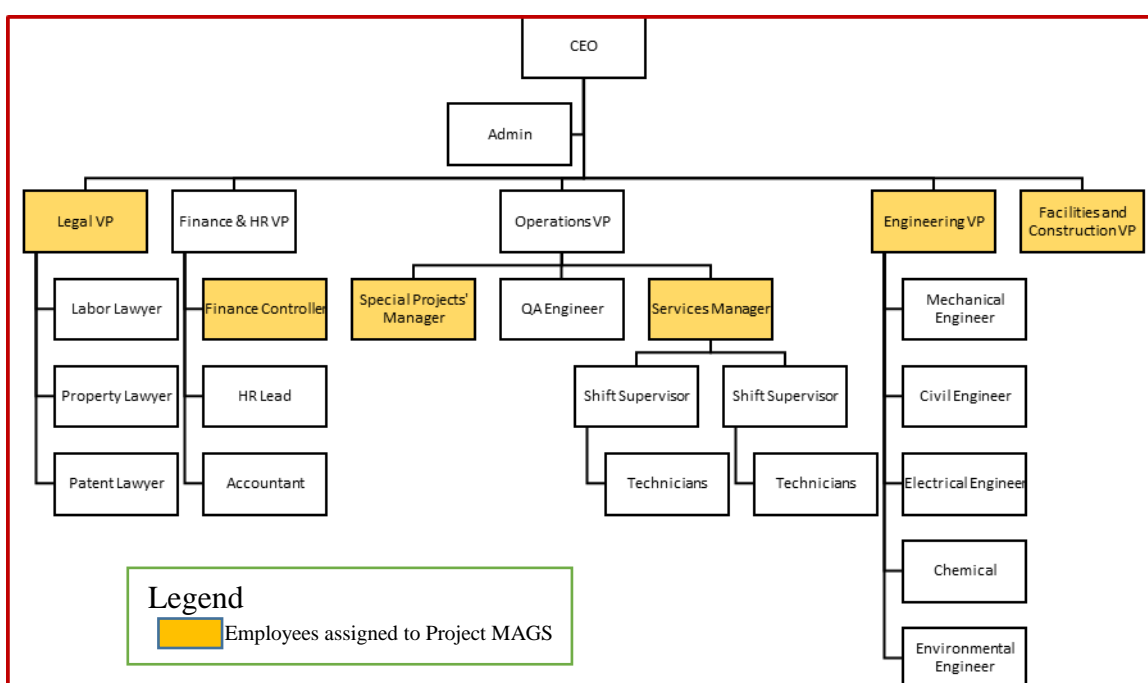 CEO
Admin
Legal VP
Finance & HR VP
Operations VP
Engineering VP
Facilities and
Construction VP
Labor Lawyer
Finance Controller
Special Projects'
Manager
QA Engineer
Services Manager
Mechanical
Engineer
Property Lawyer
HR Lead
Shift Supervisor
Shift Supervisor
Civil Engineer
Patent Lawyer
Accountant
Technicians
Technicians
Electrical Engineer
Chemical
Environmental
Engineer
Legend
Employees assigned to Project MAGS